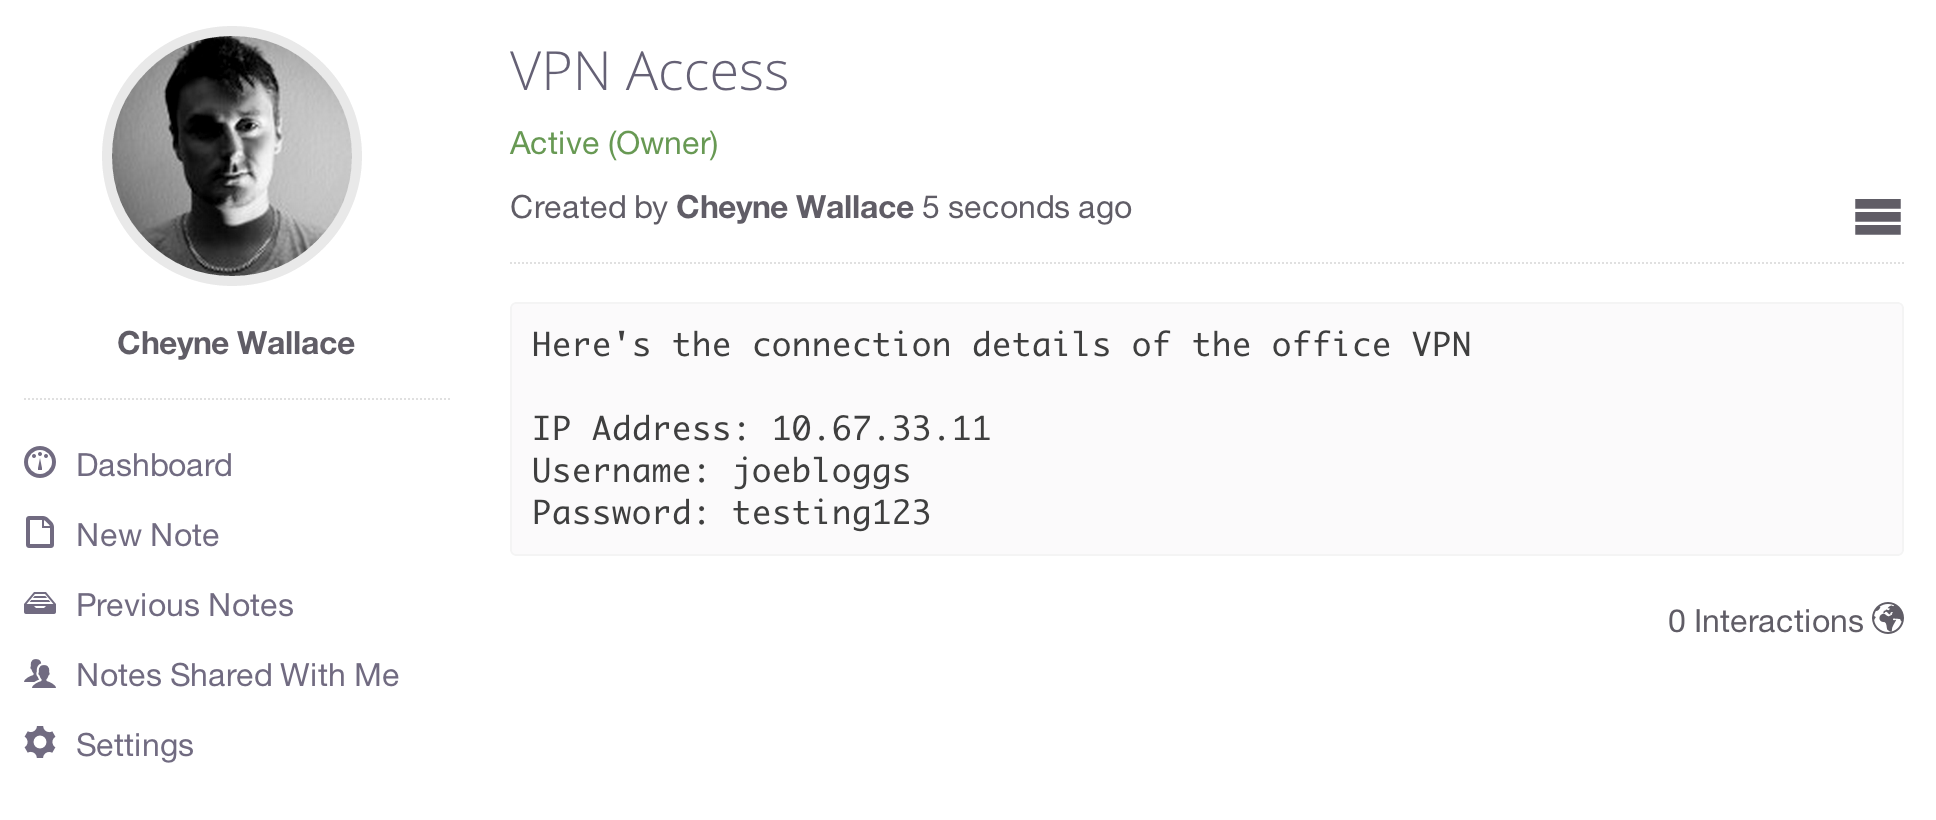 Cheyne Wallace
Dashboard
New Note
Previous Notes
Notes Shared With Me
Settings
VPN Access
Active (Owner)
Created by Cheyne Wallace 5 seconds ago
Here's the connection details of the office VPN
IP Address: 10.67.33.11
Username: joebloggs
Password: testing123
0 Interactions